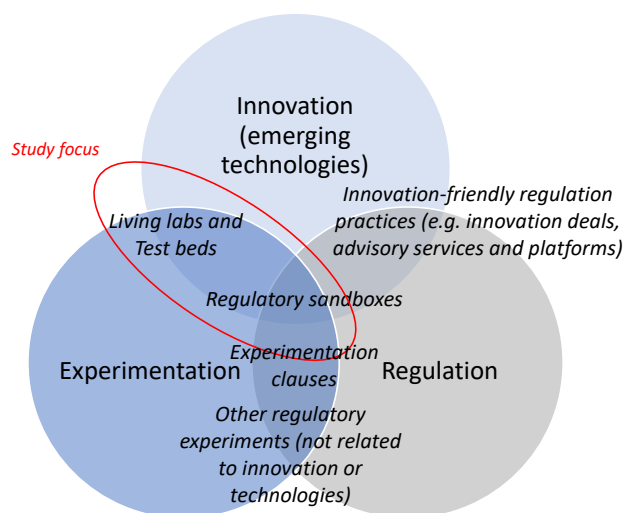 Innovation
(emerging
technologies)
Study focus
Innovation-friendly regulation
practices (e.g. innovation deals,
advisory services and platforms)
Living labs and
Test beds
Regulatory sandboxes
Experimentation
clauses
Experimentation
Regulation
Other regulatory
experiments (not related
to innovation or
technologies)